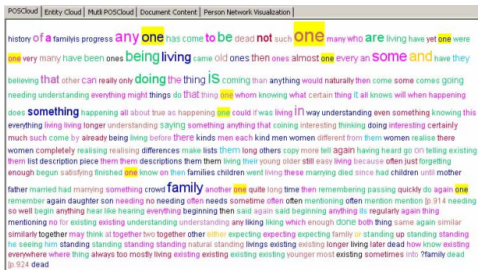 POSCloud Entity Cloud Mutli POSCloud Document Content Person Network Visualization
history of a familyis progress any one has come to be dead not such one many who are living have yet one were
one very many have been ones being living came old ones then ones almost one every an some and have they
believing that other can really only doing the thing is coming than anything would naturally then come some comes going
needing understanding everything might things do that thing one whom knowing what certain thing it all knows will when happening
does something happening all about true as happening one could if was living in way understanding even something knowing this
everything living living longer understanding saying something anything that coming interesting thinking doing interesting certainly
much such come by already being living before there kinds men each kind men women different from them women realise there
women completely realising realising differences make lists them long others copy more tell again having heard go on telling existing
them list description piece them them descriptions them them living their young older still easy living because often just forgetting
enough begun satisfying finished one know on then families children went living these marrying died since had children until mother
father married had marrying something crowd family another one quite long time then remembering passing quickly do again one
remember again daughter son needing no needing often needs sometime often often mentioning often mention mention [p.914 needing
so well begin anything hear like hearing everything beginning then said again said beginning anything its regularly again thing
mentioning no for existing existing understanding understanding any liking liking which enough done both thing same again similar
similarly together may think at together two together other either expecting expecting expecting family or standing up standing standing
he seeing him standing standing standing standing natural standing livings existing existing longer living later dead how know existing
everywhere where thing always too mostly living existing existing existing existing younger most existing sometimes into ?family dead
[p.924 dead